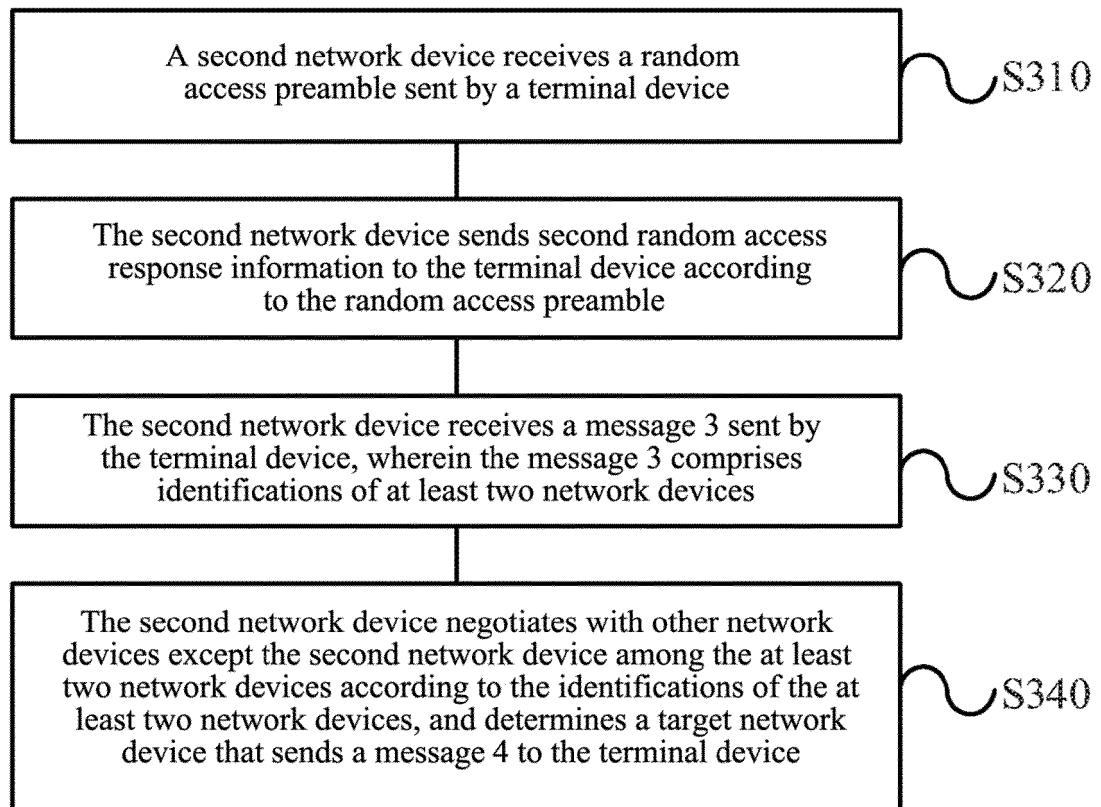 A second network device receives a random
access preamble sent by a terminal device
S310
The second network device sends second random access
response information to the terminal device according
to the random access preamble
S320
The second network device receives a message 3 sent by
the terminal device, wherein the message 3 comprises
identifications of at least two network devices
S330
The second network device negotiates with other network
devices except the second network device among the at least
two network devices according to the identifications of the at
least two network devices, and determines a target network
device that sends a message 4 to the terminal device
S340